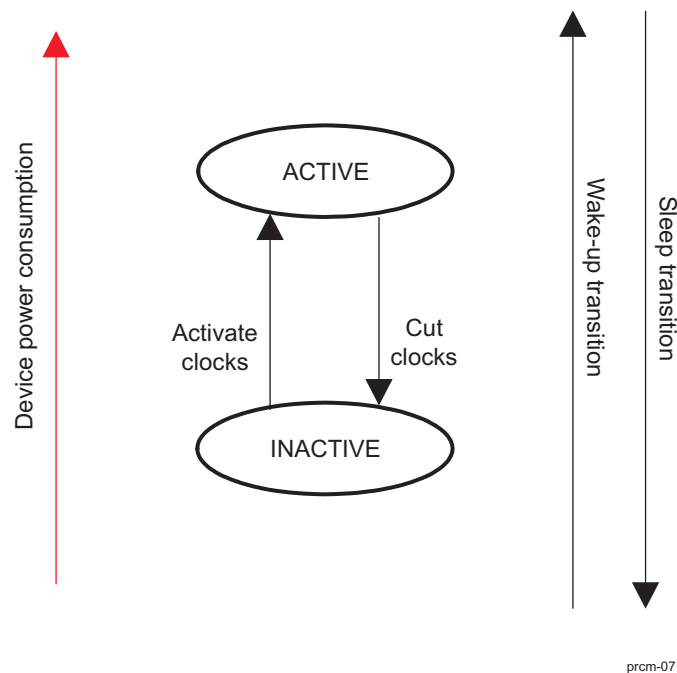 Device power consumption
ACTIVE
Activate
clocks
Cut
clocks
INACTIVE
Wake-up transition
Sleep transition
prcm-07